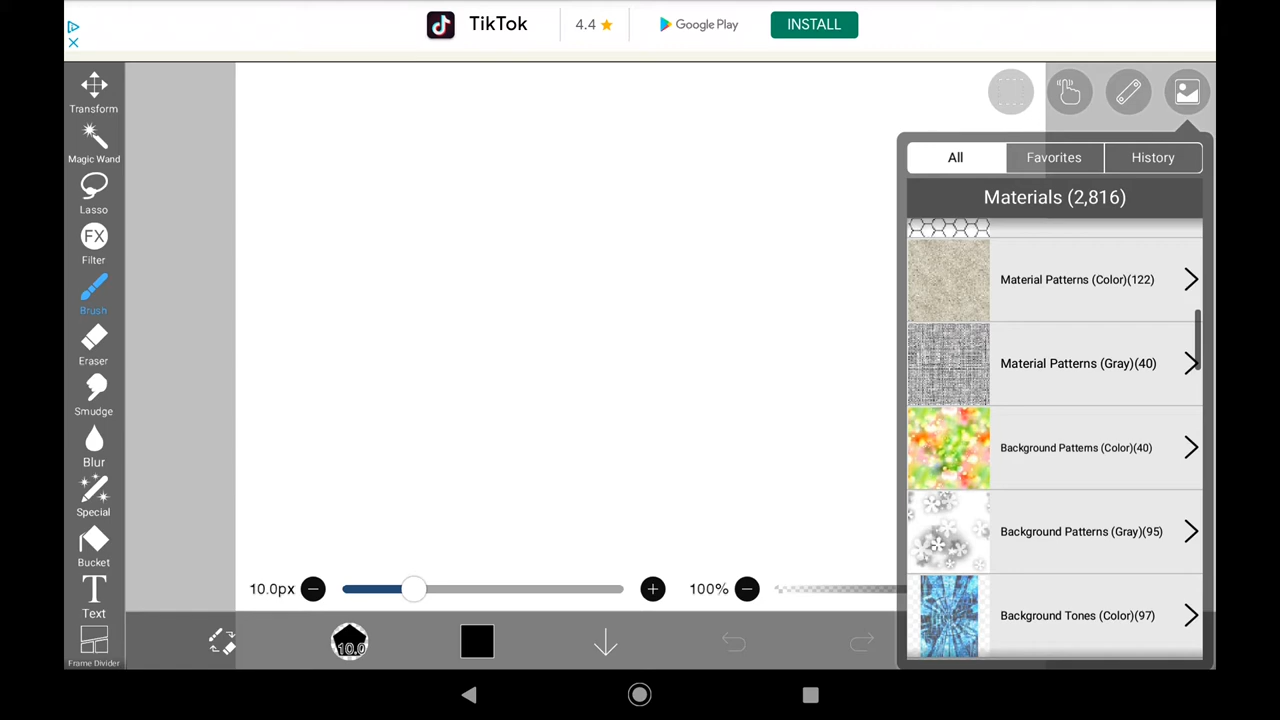 TikTok
4.4
Google Play
INSTALL
Transform
Magic Wand
Lasso
FX
Filter
Brush
Eraser
Smudge
Blur
Special
Bucket
T
Text
Frame Divider
All
Favorites
History
Materials (2,816)
Material Patterns (Color)(122)
Material Patterns (Gray)(40)
Background Patterns (Color)(40)
Background Patterns (Gray)(95)
Background Tones (Color)(97)
10.0px
100%
10.0